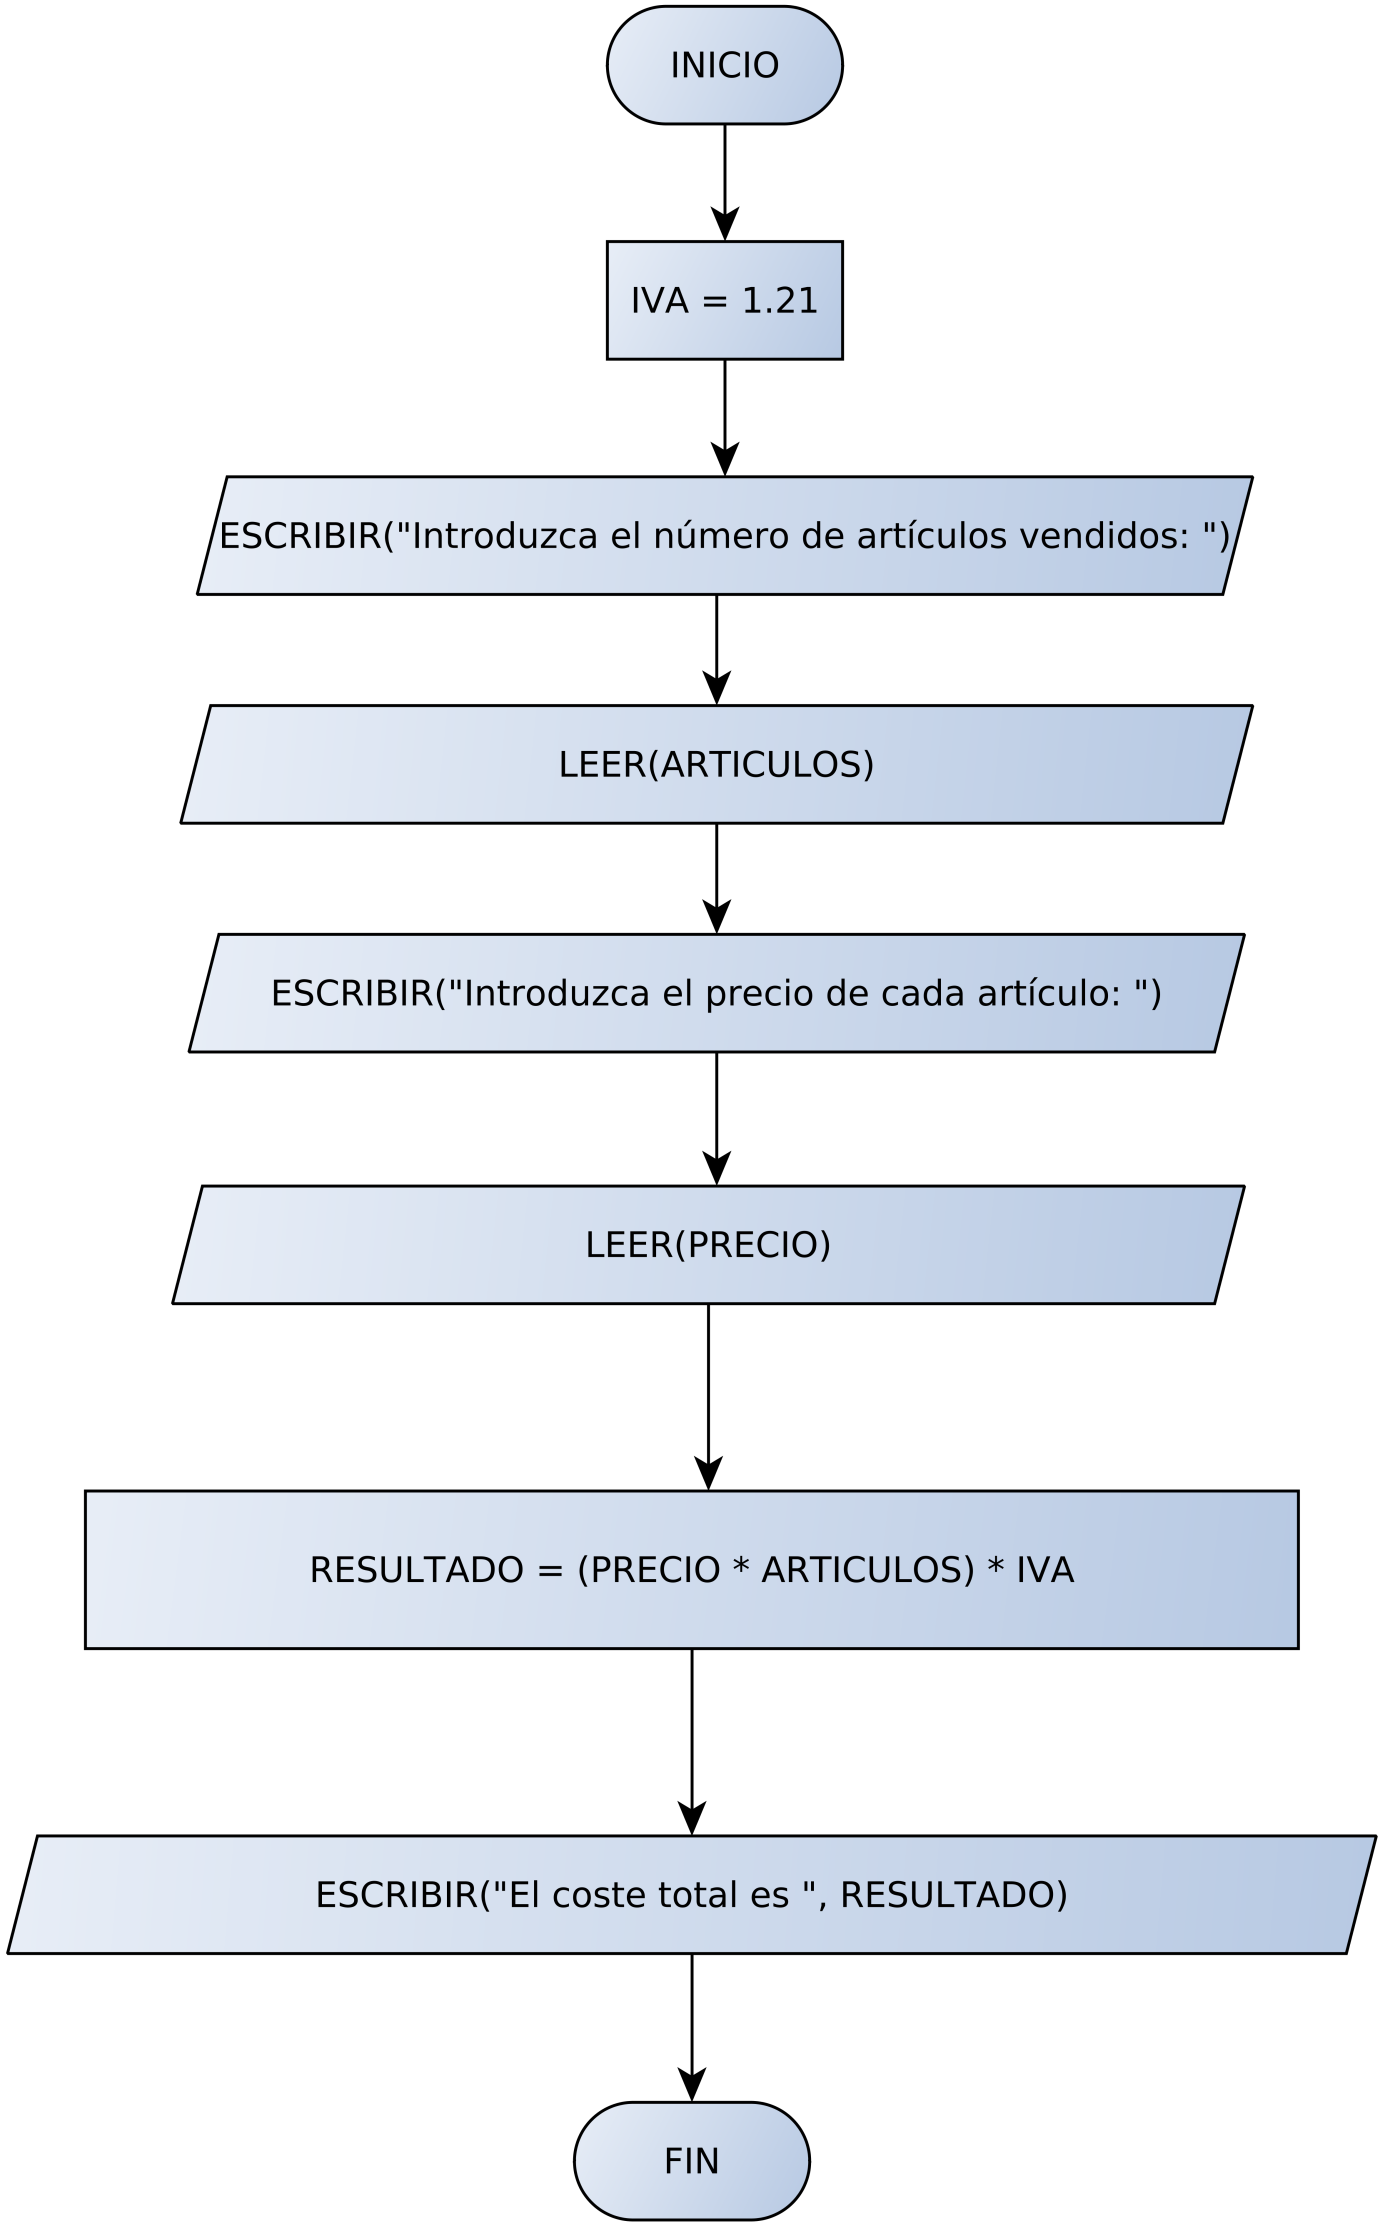 INICIO
IVA = 1.21
ESCRIBIR("Introduzca el número de artículos vendidos: ")
LEER(ARTICULOS)
ESCRIBIR("Introduzca el precio de cada artículo: ")
LEER(PRECIO)
RESULTADO = (PRECIO * ARTICULOS) * IVA
ESCRIBIR("El coste total es ", RESULTADO)
FIN